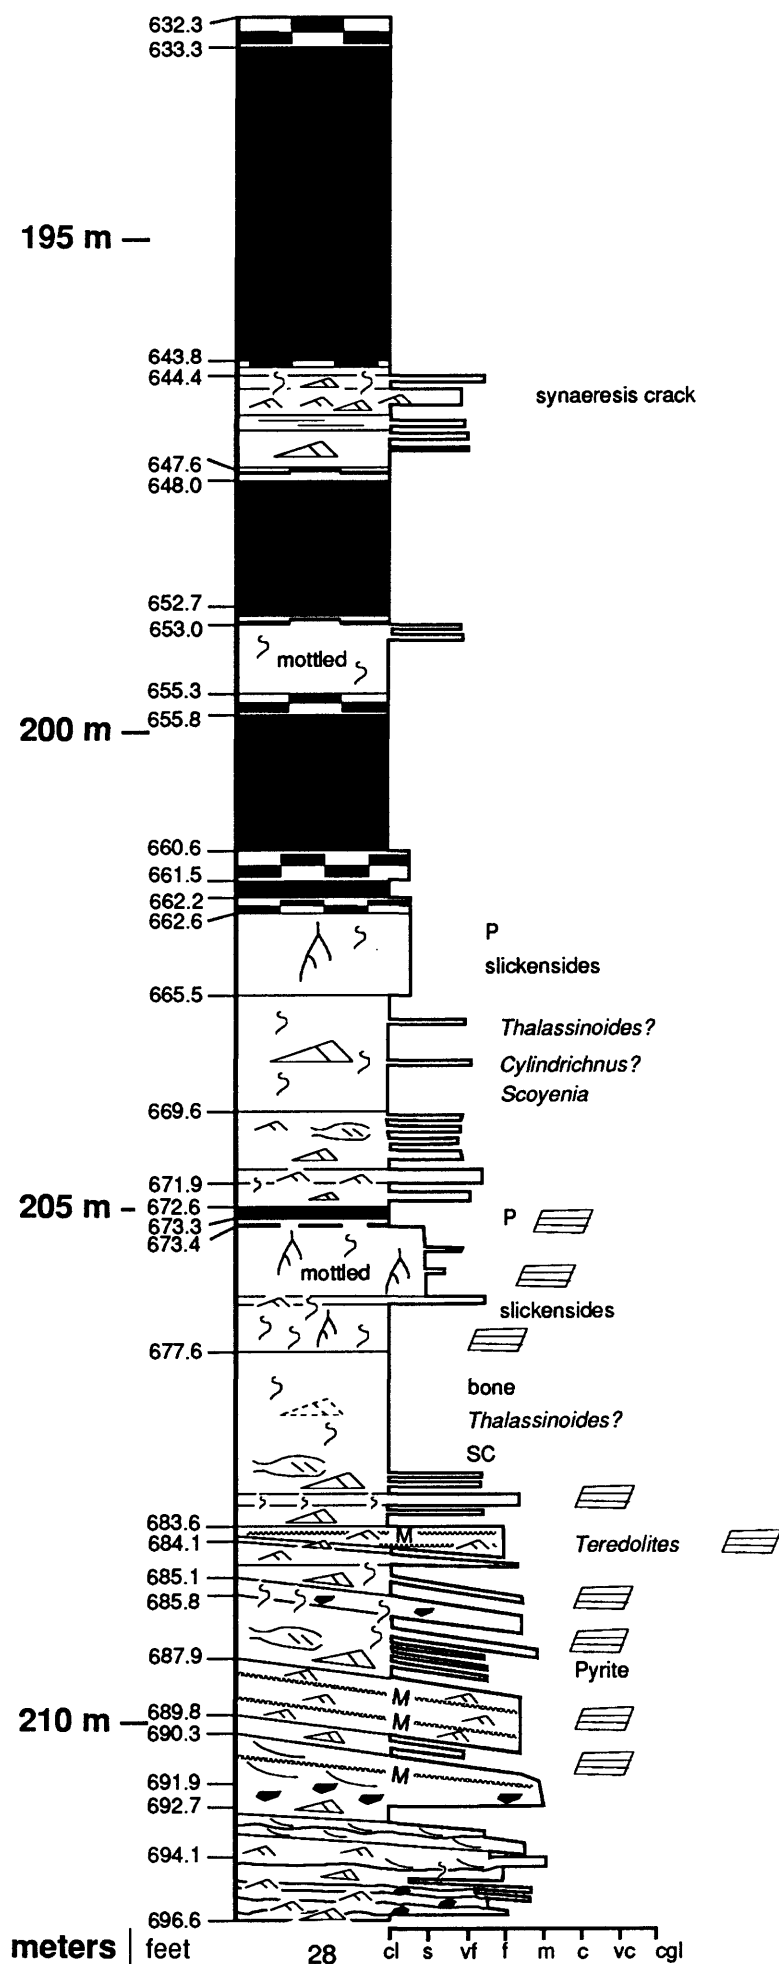 632.3
633.3
195 m
643.8
644.4
synaeresis crack
647.6
648.0
652.7
653.0
mottled
655.3
655.8
200 m
660.6
661.5
662.2
662.6
P
slickensides
665.5
Thalassinoides?
Cylindrichnus?
Scoyenia
669.6
671.9
672.6
205 m
673.3
P
673.4
mottled
slickensides
677.6
bone
Thalassinoides?
SC
683.6
M
684.1
Teredolites
685.1
685.8
687.9
Pyrite
M
689.8
210 m
M
690.3
M
691.9
692.7
694.1
696.6
meters | feet 28 cl s vf f m c vc cgl